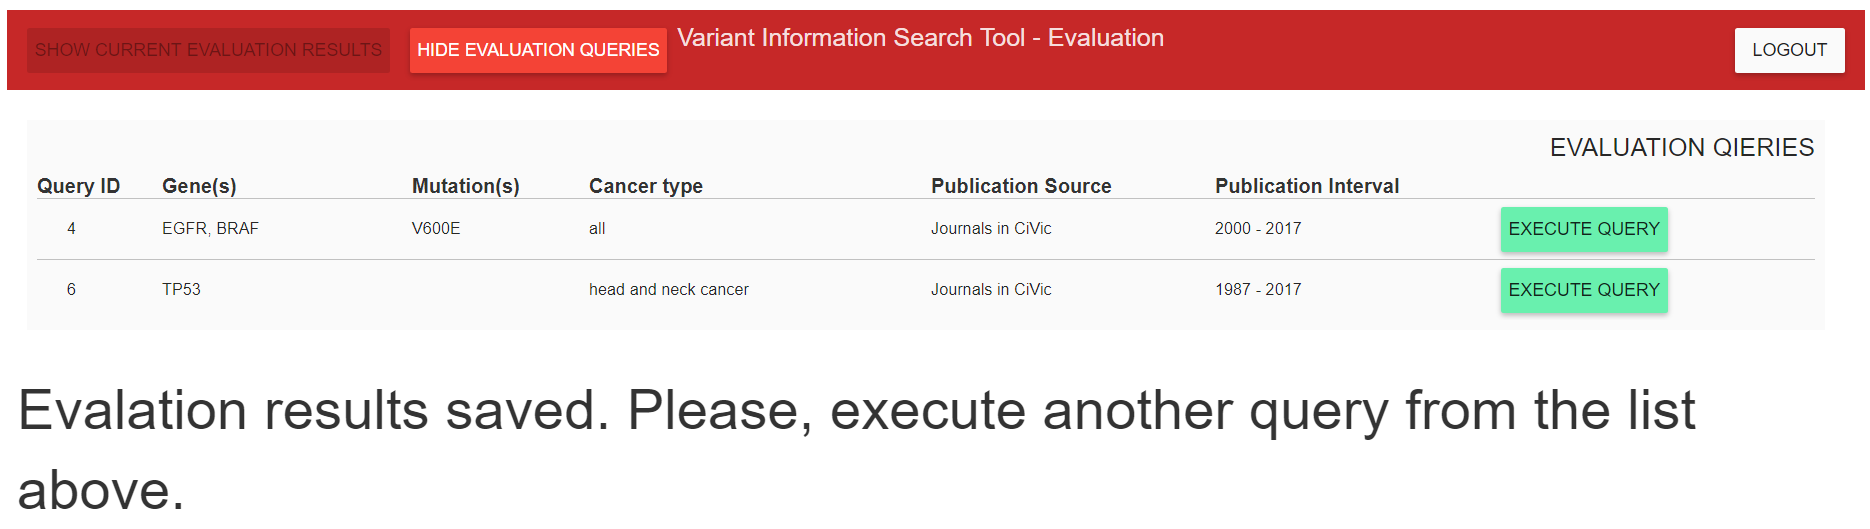 SHOW CURRENT EVALUATION RESULTS HIDE EVALUATION QUERIES Variant Information Search Tool - Evaluation LOGOUT
EVALUATION QIERIES
Query ID Gene(s) Mutation(s) Cancer type Publication Source Publication Interval
4 EGFR, BRAF V600E all Journals in CiVic 2000 - 2017 EXECUTE QUERY
6 TP53 head and neck cancer Journals in CiVic 1987 - 2017 EXECUTE QUERY
Evalation results saved. Please, execute another query from the list
above.